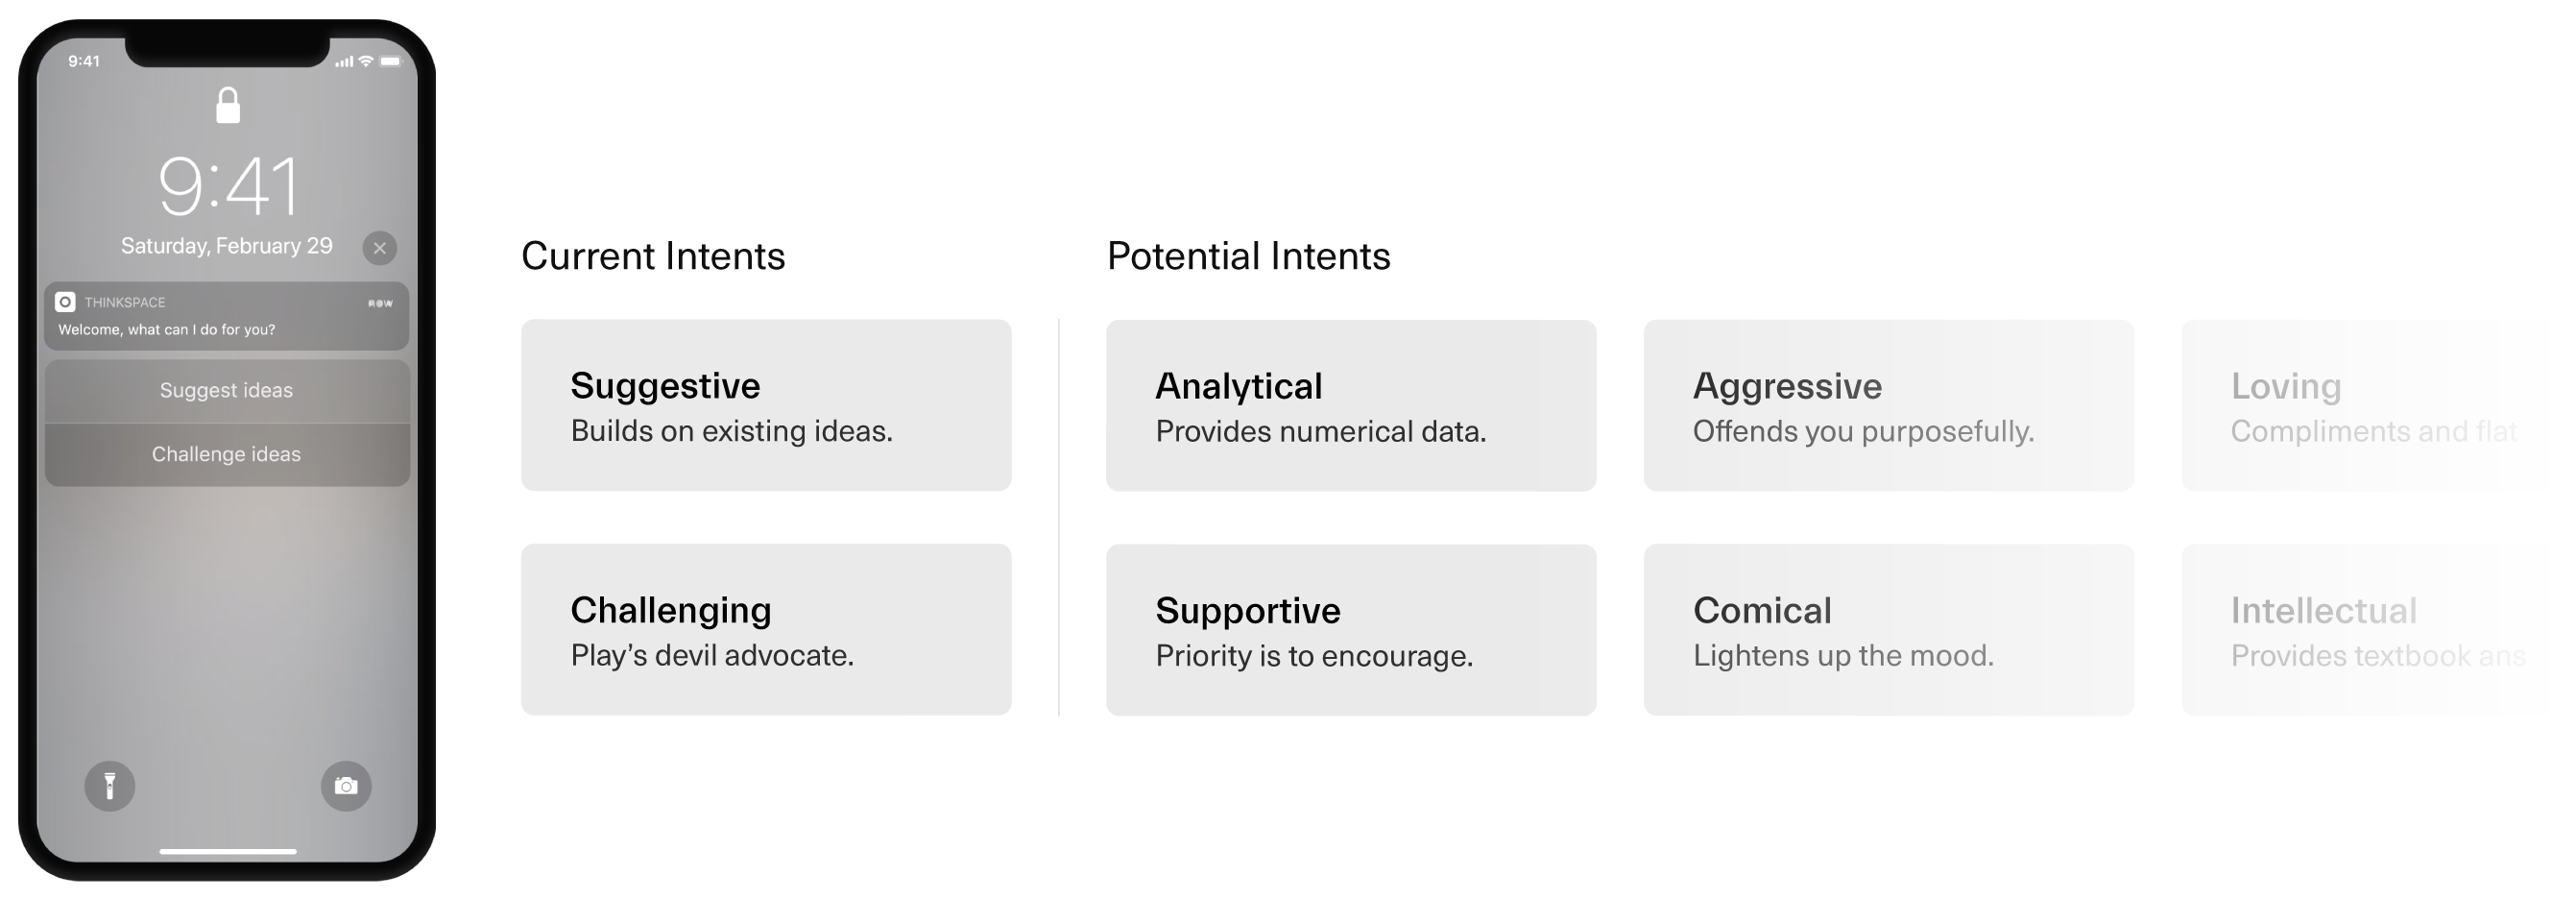 9:41
9:41
Saturday, February 29
THINKSPACE
Welcome, what can I do for you?
Suggest ideas
Challenge ideas
Current Intents
Suggestive
Builds on existing ideas.
Challenging
Play’s devil advocate.
Potential Intents
Analytical
Provides numerical data.
Aggressive
Offends you purposefully.
Loving
Compliments and flat
Supportive
Priority is to encourage.
Comical
Lightens up the mood.
Intellectual
Provides textbook ans